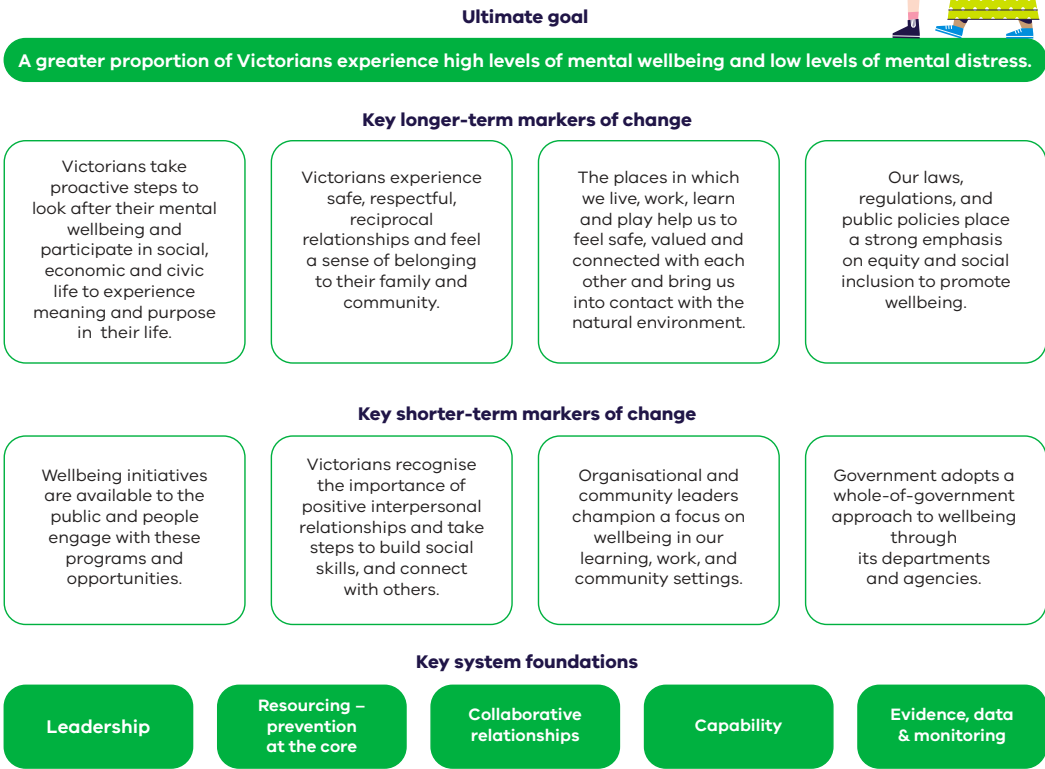 Ultimate goal
A greater proportion of Victorians experience high levels of mental wellbeing and low levels of mental distress.
Key longer-term markers of change
Victorians take
proactive steps to
look after their mental
wellbeing and
participate in social,
economic and civic
life to experience
meaning and purpose
in their life.
Victorians experience
safe, respectful,
reciprocal
relationships and feel
a sense of belonging
to their family and
community.
The places in which
we live, work, learn
and play help us to
feel safe, valued and
connected with each
other and bring us
into contact with the
natural environment.
Our laws,
regulations, and
public policies place
a strong emphasis
on equity and social
inclusion to promote
wellbeing.
Key shorter-term markers of change
Wellbeing initiatives
are available to the
public and people
engage with these
programs and
opportunities.
Victorians recognise
the importance of
positive interpersonal
relationships and take
steps to build social
skills, and connect
with others.
Organisational and
community leaders
champion a focus on
wellbeing in our
learning, work, and
community settings.
Government adopts a
whole-of-government
approach to wellbeing
through
its departments
and agencies.
Key system foundations
Leadership
Resourcing –
prevention
at the core
Collaborative
relationships
Capability
Evidence, data
& monitoring